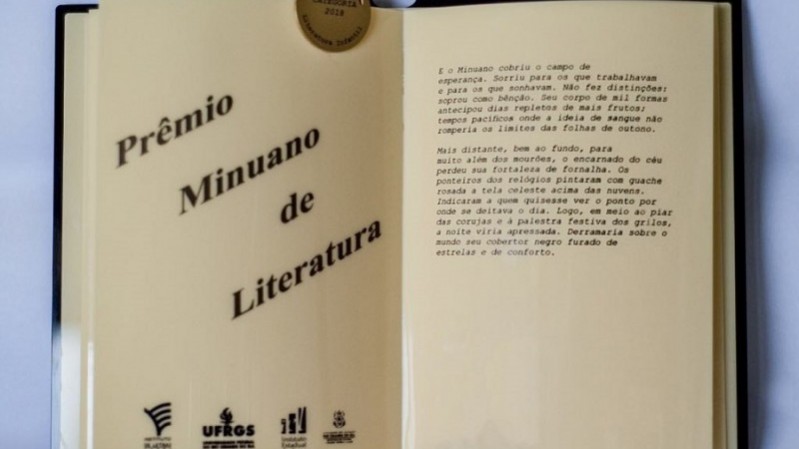 CATEGORIA
2018
Literatura Infantil
Prêmio
Minuano
de
Literatura
UFRGS
Instituto
Estadual
E o Minuano cobriu o campo de
esperança. Sorriu para os que trabalhavam
e para os que sonhavam. Não fez distinções:
soprou como bênção. Seu corpo de mil formas
antecipou dias repletos de mais frutos;
tempos pacíficos onde a ideia de sangue não
romperia os limites das folhas de outono.
Mais distante, bem ao fundo, para
muito além dos mourões, o encarnado do céu
perdeu sua fortaleza de fornalha. Os
ponteiros dos relógios pintaram com guache
rosada a tela celeste acima das nuvens.
Indicaram a quem quisesse ver o ponto por
onde se deitava o dia. Logo, em meio ao piar
das corujas e à palestra festiva dos grilos,
a noite viria apressada. Derramaria sobre o
mundo seu cobertor negro furado de
estrelas e de conforto.